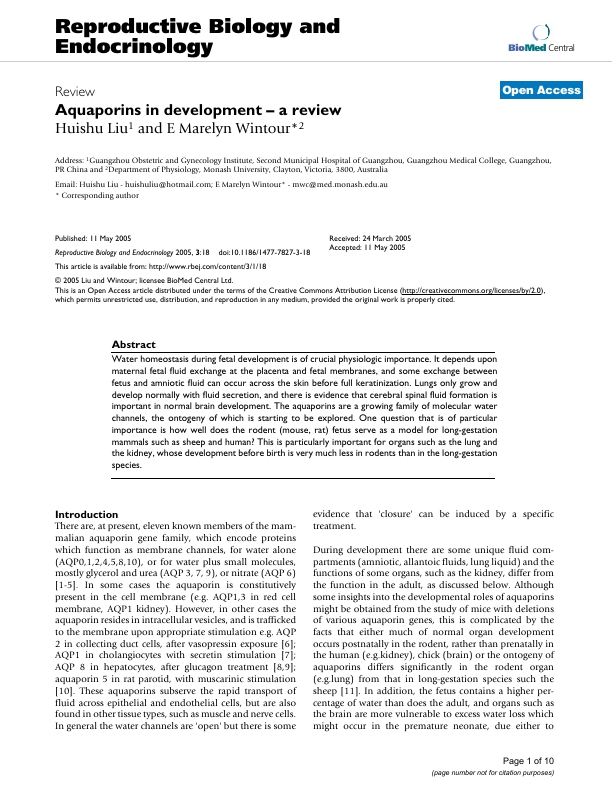 Reproductive Biology and
Endocrinology
BioMed Central
Open Access
Review
Aquaporins in development – a review
Huishu Liu1 and E Marelyn Wintour*2
Address: 1Guangzhou Obstetric and Gynecology Institute, Second Municipal Hospital of Guangzhou, Guangzhou Medical College, Guangzhou,
PR China and 2Department of Physiology, Monash University, Clayton, Victoria, 3800, Australia
Email: Huishu Liu - huishuliu@hotmail.com; E Marelyn Wintour* - mwc@med.monash.edu.au
* Corresponding author
Published: 11 May 2005
Reproductive Biology and Endocrinology 2005, 3:18 doi:10.1186/1477-7827-3-18
Received: 24 March 2005
Accepted: 11 May 2005
This article is available from: http://www.rbej.com/content/3/1/18
© 2005 Liu and Wintour; licensee BioMed Central Ltd.
This is an Open Access article distributed under the terms of the Creative Commons Attribution License (http://creativecommons.org/licenses/by/2.0),
which permits unrestricted use, distribution, and reproduction in any medium, provided the original work is properly cited.
Abstract
Water homeostasis during fetal development is of crucial physiologic importance. It depends upon
maternal fetal fluid exchange at the placenta and fetal membranes, and some exchange between
fetus and amniotic fluid can occur across the skin before full keratinization. Lungs only grow and
develop normally with fluid secretion, and there is evidence that cerebral spinal fluid formation is
important in normal brain development. The aquaporins are a growing family of molecular water
channels, the ontogeny of which is starting to be explored. One question that is of particular
importance is how well does the rodent (mouse, rat) fetus serve as a model for long-gestation
mammals such as sheep and human? This is particularly important for organs such as the lung and
the kidney, whose development before birth is very much less in rodents than in the long-gestation
species.
Introduction
There are, at present, eleven known members of the mam-
malian aquaporin gene family, which encode proteins
which function as membrane channels, for water alone
(AQP0,1,2,4,5,8,10), or for water plus small molecules,
mostly glycerol and urea (AQP 3, 7, 9), or nitrate (AQP 6)
[1-5]. In some cases the aquaporin is constitutively
present in the cell membrane (e.g. AQP1,3 in red cell
membrane, AQP1 kidney). However, in other cases the
aquaporin resides in intracellular vesicles, and is trafficked
to the membrane upon appropriate stimulation e.g. AQP
2 in collecting duct cells, after vasopressin exposure [6];
AQP1 in cholangiocytes with secretin stimulation [7];
AQP 8 in hepatocytes, after glucagon treatment [8,9];
aquaporin 5 in rat parotid, with muscarinic stimulation
[10]. These aquaporins subserve the rapid transport of
fluid across epithelial and endothelial cells, but are also
found in other tissue types, such as muscle and nerve cells.
In general the water channels are 'open' but there is some
evidence that 'closure' can be induced by a specific
treatment.
During development there are some unique fluid com-
partments (amniotic, allantoic fluids, lung liquid) and the
functions of some organs, such as the kidney, differ from
the function in the adult, as discussed below. Although
some insights into the developmental roles of aquaporins
might be obtained from the study of mice with deletions
of various aquaporin genes, this is complicated by the
facts that either much of normal organ development
occurs postnatally in the rodent, rather than prenatally in
the human (e.g.kidney), chick (brain) or the ontogeny of
aquaporins differs significantly in the rodent organ
(e.g.lung) from that in long-gestation species such the
sheep [11]. In addition, the fetus contains a higher per-
centage of water than does the adult, and organs such as
the brain are more vulnerable to excess water loss which
might occur in the premature neonate, due either to
Page 1 of 10
(page number not for citation purposes)